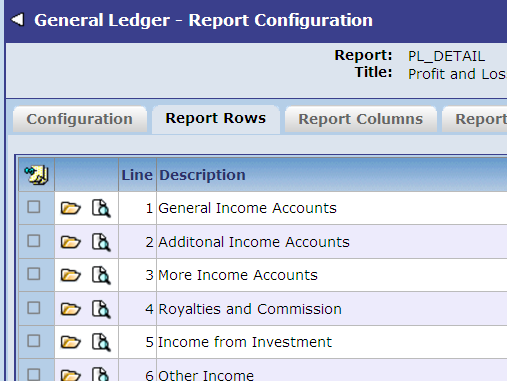 General Ledger - Report Configuration
Report: PL_DETAIL
Title: Profit and Los
Configuration Report Rows Report Columns Report
Line Description
1 General Income Accounts
2 Additonal Income Accounts
3 More Income Accounts
4 Royalties and Commission
5 Income from Investment
6 Other Income